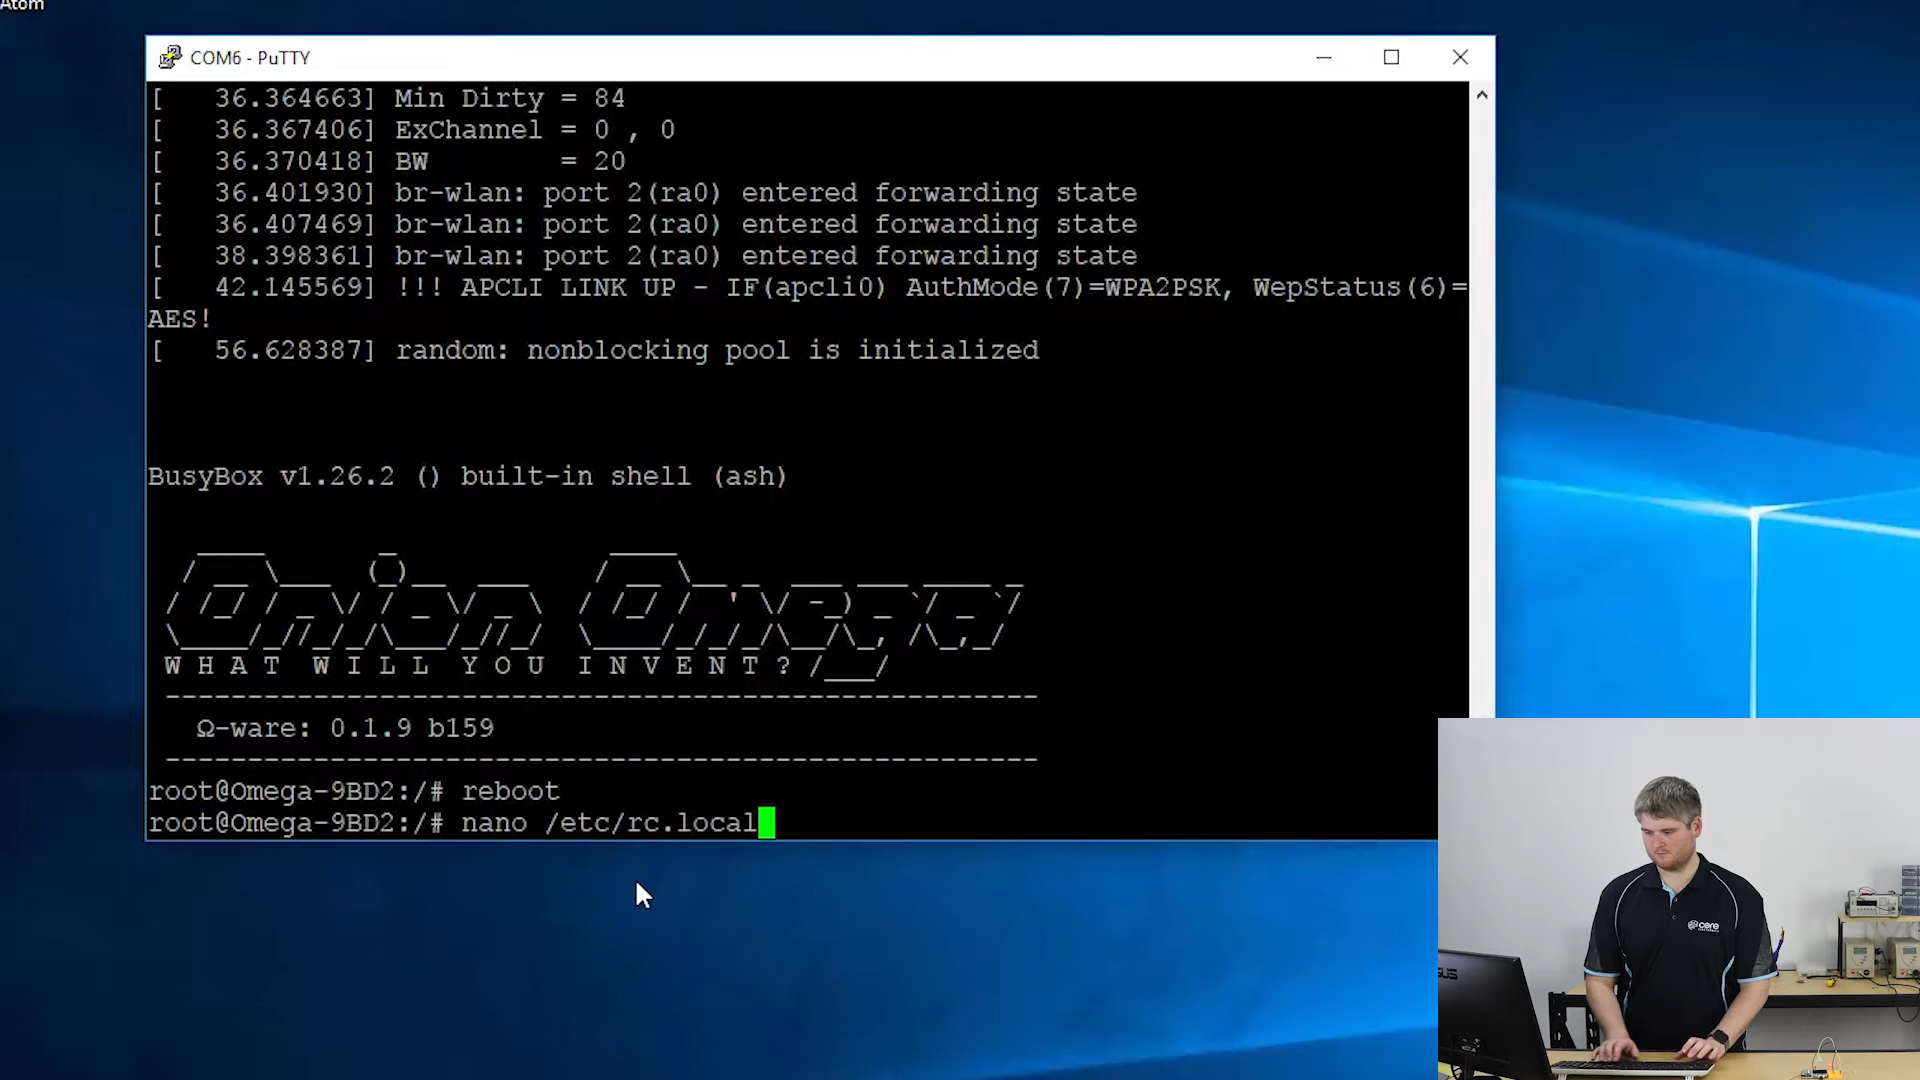 Atom
COM6 - PuTTY
[   36.364663] Min Dirty = 84
[   36.367406] ExChannel = 0 , 0
[   36.370418] BW        = 20
[   36.401930] br-wlan: port 2(ra0) entered forwarding state
[   36.407469] br-wlan: port 2(ra0) entered forwarding state
[   38.398361] br-wlan: port 2(ra0) entered forwarding state
[   42.145569] !!! APCLI LINK UP - IF(apcli0) AuthMode(7)=WPA2PSK, WepStatus(6)=
AES!
[   56.628387] random: nonblocking pool is initialized
BusyBox v1.26.2 () built-in shell (ash)
Onion Omega
W H A T  W I L L  Y O U  I N V E N T ?
Ω-ware: 0.1.9 b159
root@Omega-9BD2:/# reboot
root@Omega-9BD2:/# nano /etc/rc.local
core
ELECTRONICS